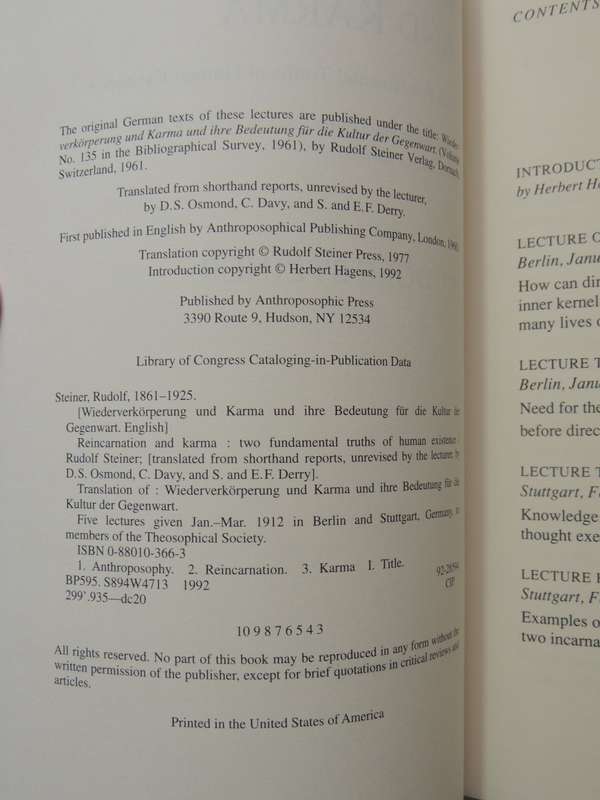 The original German texts of these lectures are published under the title: Wieder-
verkörperung und Karma und ihre Bedeutung für die Kultur der Gegenwart. (Volume
No. 135 in the Bibliographical Survey, 1961), by Rudolf Steiner Verlag, Dornach,
Switzerland, 1961.
Translated from shorthand reports, unrevised by the lecturer,
by D.S. Osmond, C. Davy, and S. and E.F. Derry.
First published in English by Anthroposophical Publishing Company, London,
Translation copyright © Rudolf Steiner Press, 1977
Introduction copyright © Herbert Hagens, 1992
Published by Anthroposophic Press
3390 Route 9, Hudson, NY 12534
Library of Congress Cataloging-in-Publication Data
Steiner, Rudolf, 1861–1925.
[Wiederverkörperung und Karma und ihre Bedeutung für die Kultur der
Gegenwart. English]
Reincarnation and karma : two fundamental truths of human existence /
Rudolf Steiner; [translated from shorthand reports, unrevised by the lecturer, by
D.S. Osmond, C. Davy, and S. and E.F. Derry].
Translation of : Wiederverkörperung und Karma und ihre Bedeutung für die
Kultur der Gegenwart.
Five lectures given Jan.–Mar. 1912 in Berlin and Stuttgart, Germany, to
members of the Theosophical Society.
ISBN 0-88010-366-3
1. Anthroposophy. 2. Reincarnation. 3. Karma I. Title.
BP595. S894W4713 1992
299'.935—dc20
CIP
10 9 8 7 6 5 4 3
All rights reserved. No part of this book may be reproduced in any form without the
written permission of the publisher, except for brief quotations in critical reviews and
articles.
Printed in the United States of America
CONTENTS
INTRODUCT
by Herbert Ha
LECTURE O
Berlin, Janu
How can dir
inner kernel
many lives o
LECTURE T
Berlin, Janu
Need for the
before direc
LECTURE T
Stuttgart, F
Knowledge
thought exe
LECTURE
Stuttgart, F
Examples o
two incarna